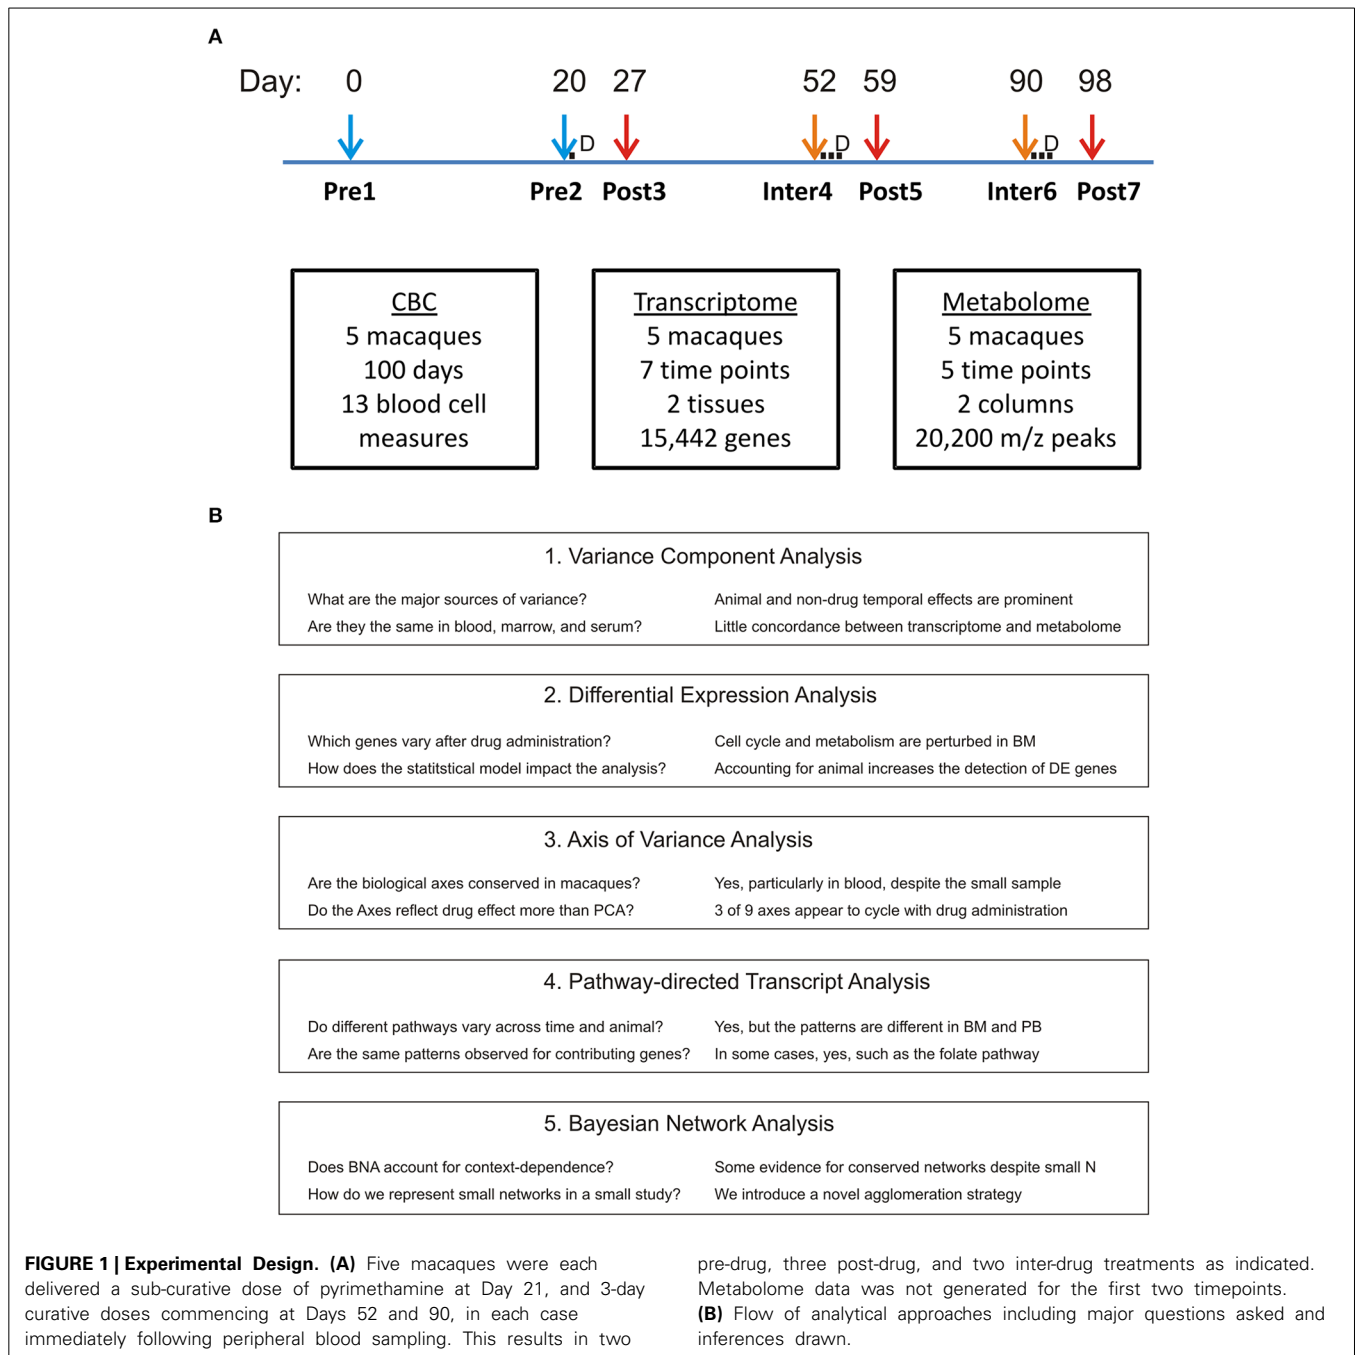 A
Day: 0 20 27 52 59 90 98
D D D
Pre1 Pre2 Post3 Inter4 Post5 Inter6 Post7
CBC
5 macaques
100 days
13 blood cell
measures
Transcriptome
5 macaques
7 time points
2 tissues
15,442 genes
Metabolome
5 macaques
5 time points
2 columns
20,200 m/z peaks
B
1. Variance Component Analysis
What are the major sources of variance? Animal and non-drug temporal effects are prominent
Are they the same in blood, marrow, and serum? Little concordance between transcriptome and metabolome
2. Differential Expression Analysis
Which genes vary after drug administration? Cell cycle and metabolism are perturbed in BM
How does the statitstical model impact the analysis? Accounting for animal increases the detection of DE genes
3. Axis of Variance Analysis
Are the biological axes conserved in macaques? Yes, particularly in blood, despite the small sample
Do the Axes reflect drug effect more than PCA? 3 of 9 axes appear to cycle with drug administration
4. Pathway-directed Transcript Analysis
Do different pathways vary across time and animal? Yes, but the patterns are different in BM and PB
Are the same patterns observed for contributing genes? In some cases, yes, such as the folate pathway
5. Bayesian Network Analysis
Does BNA account for context-dependence? Some evidence for conserved networks despite small N
How do we represent small networks in a small study? We introduce a novel agglomeration strategy
FIGURE 1 | Experimental Design. (A) Five macaques were each
delivered a sub-curative dose of pyrimethamine at Day 21, and 3-day
curative doses commencing at Days 52 and 90, in each case
immediately following peripheral blood sampling. This results in two
pre-drug, three post-drug, and two inter-drug treatments as indicated.
Metabolome data was not generated for the first two timepoints.
(B) Flow of analytical approaches including major questions asked and
inferences drawn.